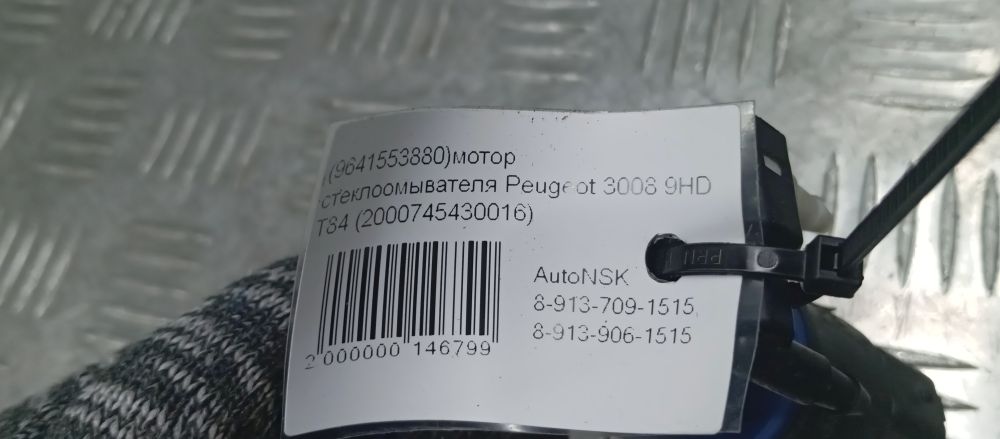 ,(9641553880)мотор
стеклоомывателя Peugeot 3008 9HD
T84 (2000745430016)
AutoNSK
8-913-709-1515,
8-913-906-1515
2 000000 146799